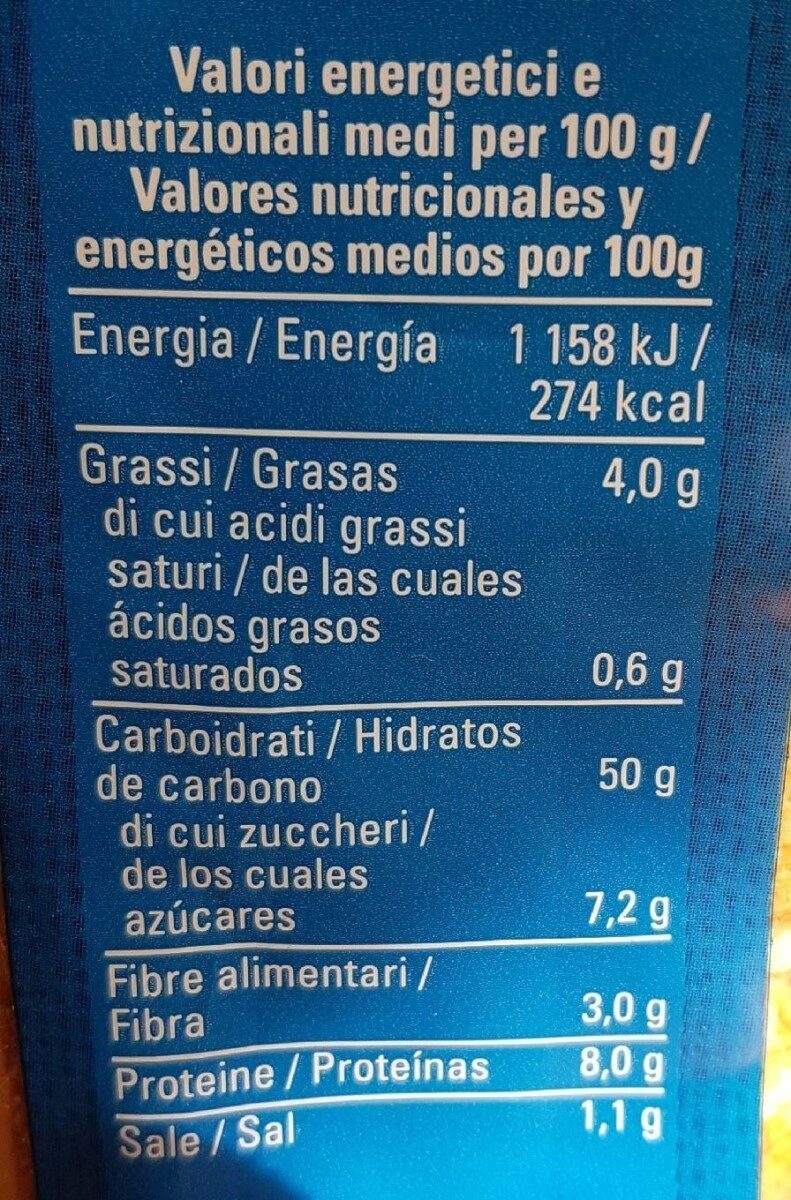 Valori energetici e
nutrizionali medi per 100 g /
Valores nutricionales y
energéticos medios por 100g
Energia / Energía 1 158 kJ /
274 kcal
Grassi / Grasas 4,0 g
di cui acidi grassi
saturi / de las cuales
ácidos grasos
saturados 0,6 g
Carboidrati / Hidratos
de carbono 50 g
di cui zuccheri /
de los cuales
azúcares 7,2 g
Fibre alimentari /
Fibra 3,0 g
Proteine / Proteínas 8,0 g
Sale / Sal 1,1 g